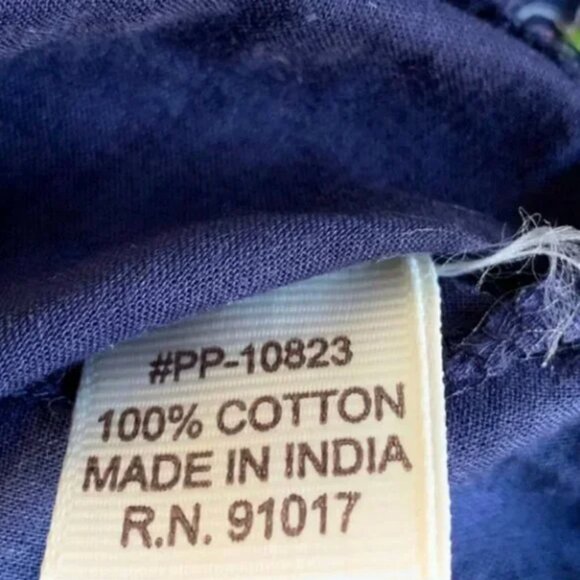 #PP-10823
100% COTTON
MADE IN INDIA
R.N. 91017